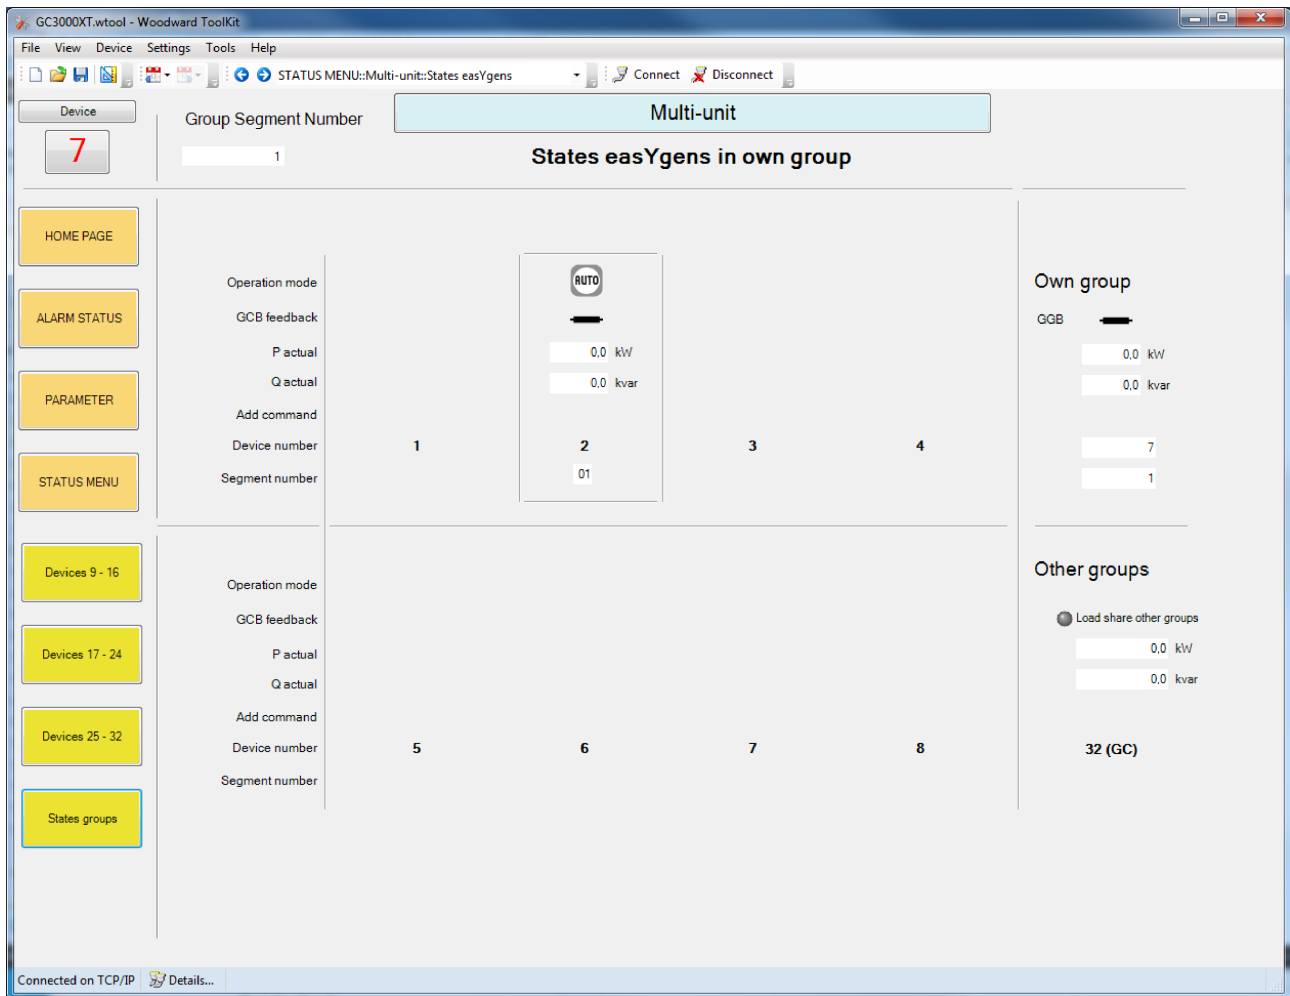 GC3000XT.wtool - Woodward ToolKit
File View Device Settings Tools Help
STATUS MENU::Multi-unit::States easYgens Connect Disconnect
Device
7
Group Segment Number
1
Multi-unit
States easYgens in own group
HOME PAGE
ALARM STATUS
PARAMETER
STATUS MENU
Devices 9 - 16
Devices 17 - 24
Devices 25 - 32
States groups
Operation mode AUTO
GCB feedback
P actual 0,0 kW
Q actual 0,0 kvar
Add command
Device number 1 2 3 4
Segment number 01
Own group
GGB
0,0 kW
0,0 kvar
7
1
Operation mode
GCB feedback
P actual
Q actual
Add command
Device number 5 6 7 8
Segment number
Other groups
Load share other groups
0,0 kW
0,0 kvar
32 (GC)
Connected on TCP/IP Details...